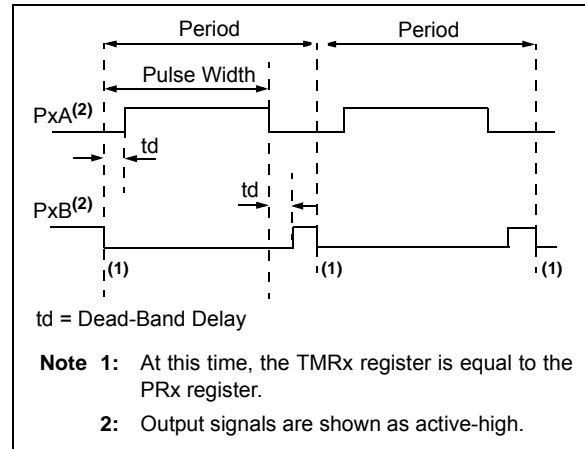 Period Period
Pulse Width
PxA(2)
td
td
PxB(2)
(1) (1) (1)
td = Dead-Band Delay
Note 1: At this time, the TMRx register is equal to the
PRx register.
2: Output signals are shown as active-high.